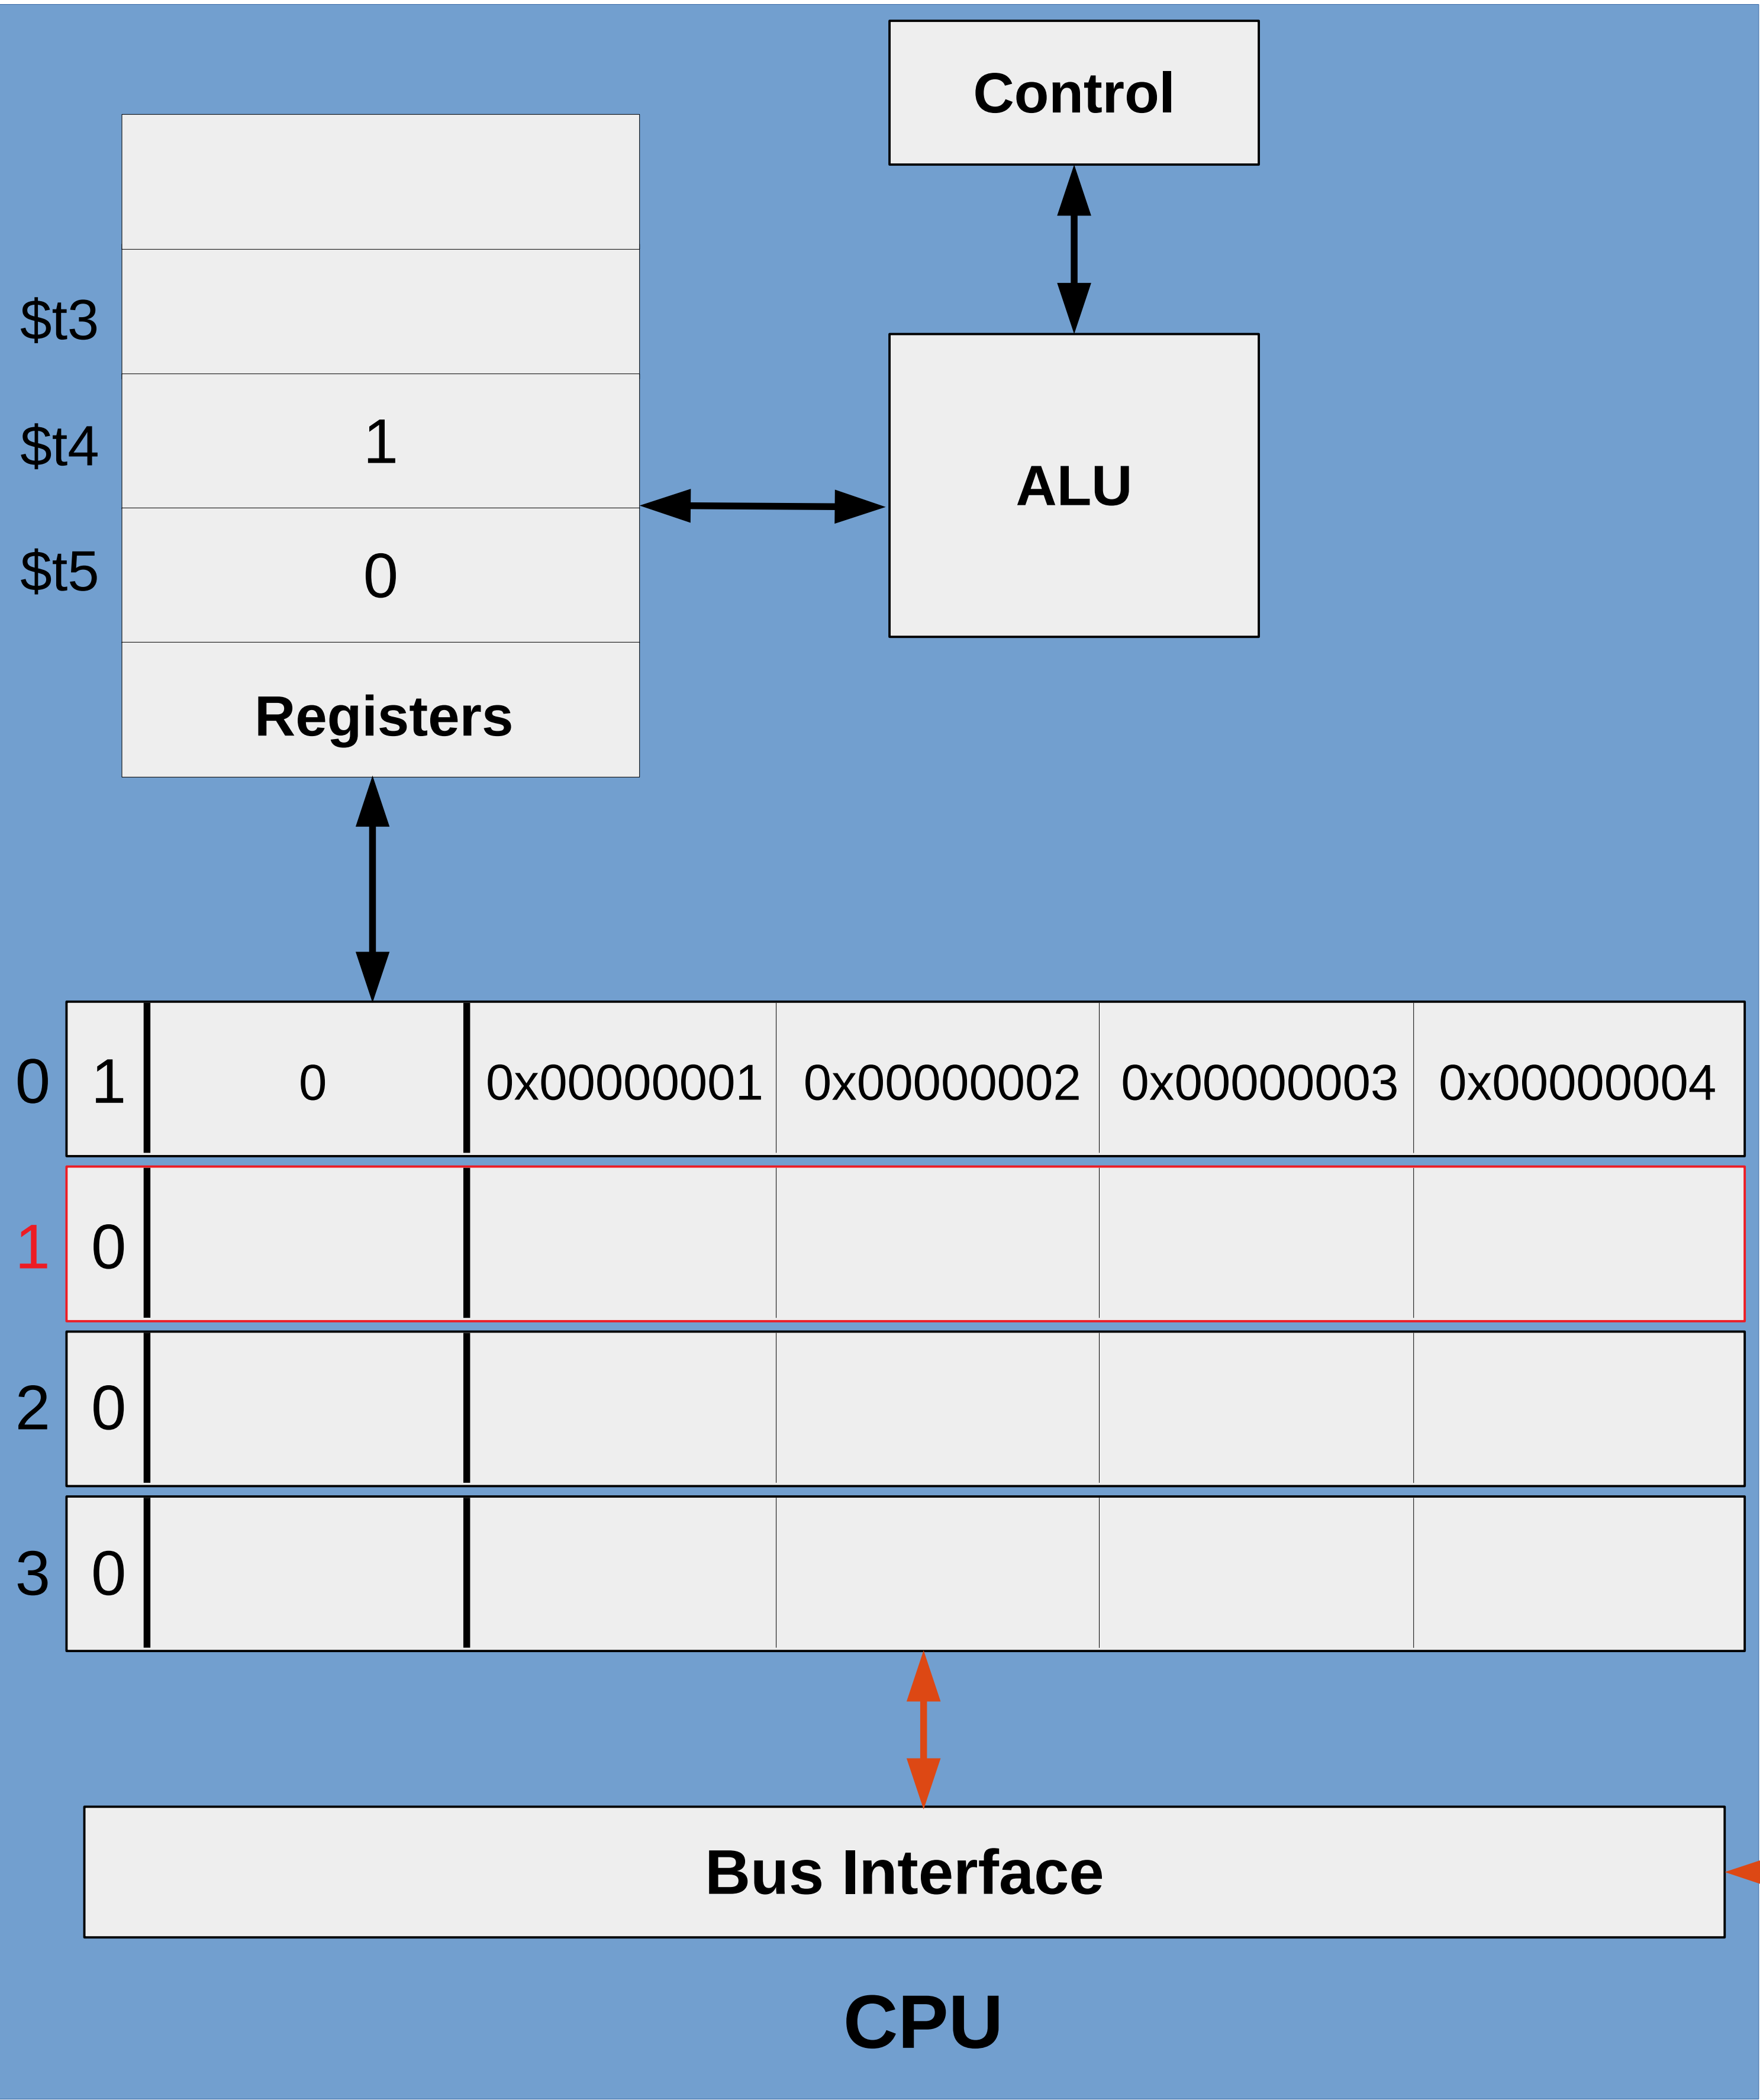 Control
$t3
$t4 1
ALU
$t5 0
Registers
0 1 0 0x00000001 0x00000002 0x00000003 0x00000004
1 0
2 0
3 0
Bus Interface
CPU